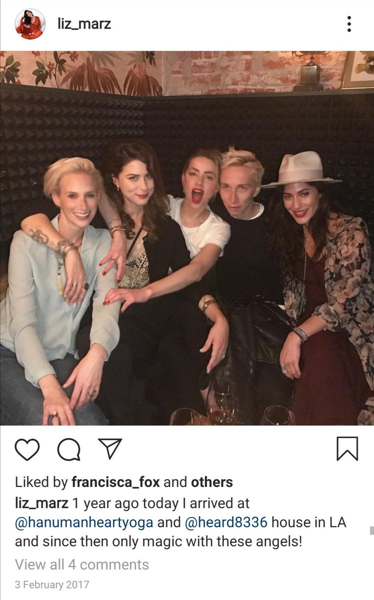 liz_marz
Liked by francisca_fox and others
liz_marz 1 year ago today I arrived at
@hanumanheartyoga and @heard8336 house in LA
and since then only magic with these angels!
View all 4 comments
3 February 2017